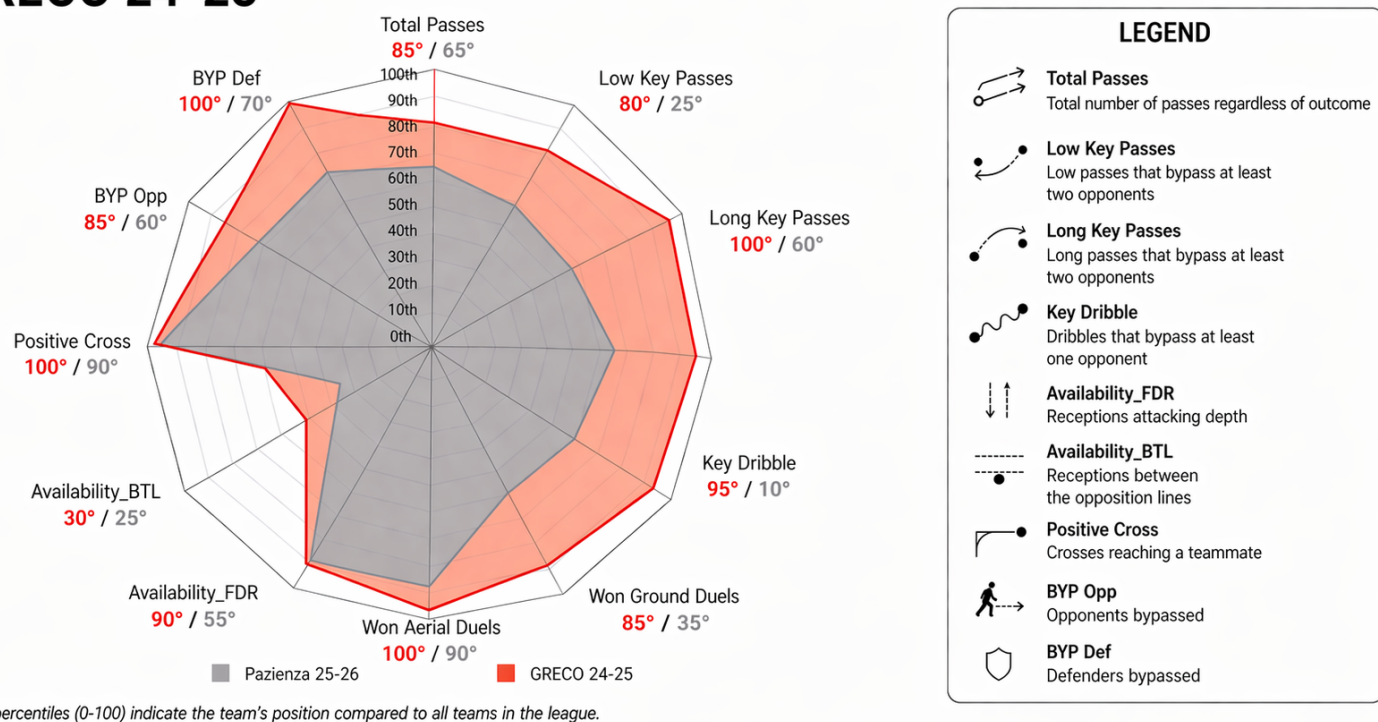 GRECO 24-25
Total Passes
85° / 65°
Low Key Passes
80° / 25°
Long Key Passes
100° / 60°
Key Dribble
95° / 10°
Won Ground Duels
85° / 35°
Won Aerial Duels
100° / 90°
Availability_FDR
90° / 55°
Availability_BTL
30° / 25°
Positive Cross
100° / 90°
BYP Opp
85° / 60°
BYP Def
100° / 70°
100th
90th
80th
70th
60th
50th
40th
30th
20th
10th
0th
Pazienza 25-26
GRECO 24-25
percentiles (0-100) indicate the team's position compared to all teams in the league.
LEGEND
Total Passes
Total number of passes regardless of outcome
Low Key Passes
Low passes that bypass at least
two opponents
Long Key Passes
Long passes that bypass at least
two opponents
Key Dribble
Dribbles that bypass at least
one opponent
Availability_FDR
Receptions attacking depth
Availability_BTL
Receptions between
the opposition lines
Positive Cross
Crosses reaching a teammate
BYP Opp
Opponents bypassed
BYP Def
Defenders bypassed